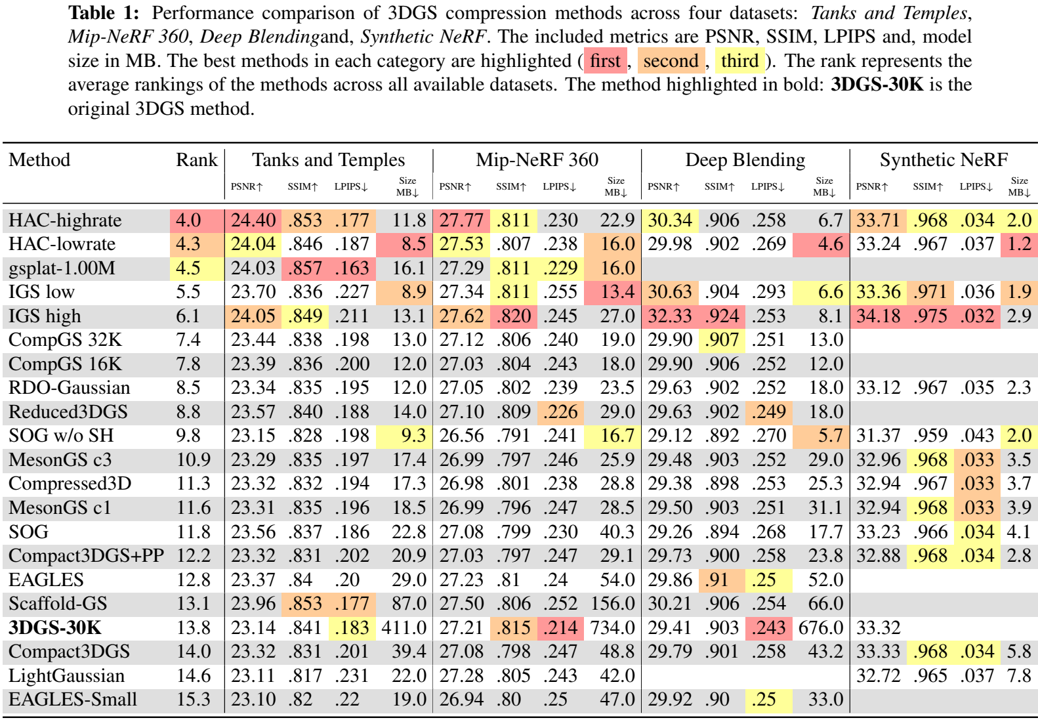 Table 1: Performance comparison of 3DGS compression methods across four datasets: Tanks and Temples,
Mip-NeRF 360, Deep Blendingand, Synthetic NeRF. The included metrics are PSNR, SSIM, LPIPS and, model
size in MB. The best methods in each category are highlighted ( first , second , third ). The rank represents the
average rankings of the methods across all available datasets. The method highlighted in bold: 3DGS-30K is the
original 3DGS method.
Method Rank Tanks and Temples Mip-NeRF 360 Deep Blending Synthetic NeRF
PSNR↑ SSIM↑ LPIPS↓ Size MB↓ PSNR↑ SSIM↑ LPIPS↓ Size MB↓ PSNR↑ SSIM↑ LPIPS↓ Size MB↓ PSNR↑ SSIM↑ LPIPS↓ Size MB↓
HAC-highrate 4.0 24.40 .853 .177 11.8 27.77 .811 .230 22.9 30.34 .906 .258 6.7 33.71 .968 .034 2.0
HAC-lowrate 4.3 24.04 .846 .187 8.5 27.53 .807 .238 16.0 29.98 .902 .269 4.6 33.24 .967 .037 1.2
gsplat-1.00M 4.5 24.03 .857 .163 16.1 27.29 .811 .229 16.0
IGS low 5.5 23.70 .836 .227 8.9 27.34 .811 .255 13.4 30.63 .904 .293 6.6 33.36 .971 .036 1.9
IGS high 6.1 24.05 .849 .211 13.1 27.62 .820 .245 27.0 32.33 .924 .253 8.1 34.18 .975 .032 2.9
CompGS 32K 7.4 23.44 .838 .198 13.0 27.12 .806 .240 19.0 29.90 .907 .251 13.0
CompGS 16K 7.8 23.39 .836 .200 12.0 27.03 .804 .243 18.0 29.90 .906 .252 12.0
RDO-Gaussian 8.5 23.34 .835 .195 12.0 27.05 .802 .239 23.5 29.63 .902 .252 18.0 33.12 .967 .035 2.3
Reduced3DGS 8.8 23.57 .840 .188 14.0 27.10 .809 .226 29.0 29.63 .902 .249 18.0
SOG w/o SH 9.8 23.15 .828 .198 9.3 26.56 .791 .241 16.7 29.12 .892 .270 5.7 31.37 .959 .043 2.0
MesonGS c3 10.9 23.29 .835 .197 17.4 26.99 .797 .246 25.9 29.48 .903 .252 29.0 32.96 .968 .033 3.5
Compressed3D 11.3 23.32 .832 .194 17.3 26.98 .801 .238 28.8 29.38 .898 .253 25.3 32.94 .967 .033 3.7
MesonGS c1 11.6 23.31 .835 .196 18.5 26.99 .796 .247 28.5 29.50 .903 .251 31.1 32.94 .968 .033 3.9
SOG 11.8 23.56 .837 .186 22.8 27.08 .799 .230 40.3 29.26 .894 .268 17.7 33.23 .966 .034 4.1
Compact3DGS+PP 12.2 23.32 .831 .202 20.9 27.03 .797 .247 29.1 29.73 .900 .258 23.8 32.88 .968 .034 2.8
EAGLES 12.8 23.37 .84 .20 29.0 27.23 .81 .24 54.0 29.86 .91 .25 52.0
Scaffold-GS 13.1 23.96 .853 .177 87.0 27.50 .806 .252 156.0 30.21 .906 .254 66.0
3DGS-30K 13.8 23.14 .841 .183 411.0 27.21 .815 .214 734.0 29.41 .903 .243 676.0 33.32
Compact3DGS 14.0 23.32 .831 .201 39.4 27.08 .798 .247 48.8 29.79 .901 .258 43.2 33.33 .968 .034 5.8
LightGaussian 14.6 23.11 .817 .231 22.0 27.28 .805 .243 42.0 32.72 .965 .037 7.8
EAGLES-Small 15.3 23.10 .82 .22 19.0 26.94 .80 .25 47.0 29.92 .90 .25 33.0